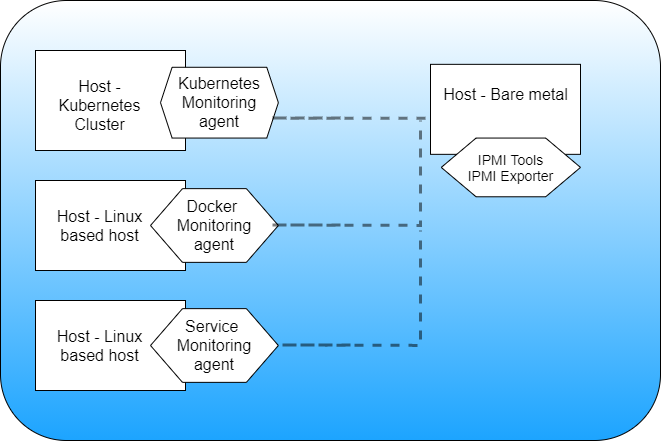 Host -
Kubernetes
Cluster
Kubernetes
Monitoring
agent
Host - Bare metal
IPMI Tools
IPMI Exporter
Host - Linux
based host
Docker
Monitoring
agent
Host - Linux
based host
Service
Monitoring
agent